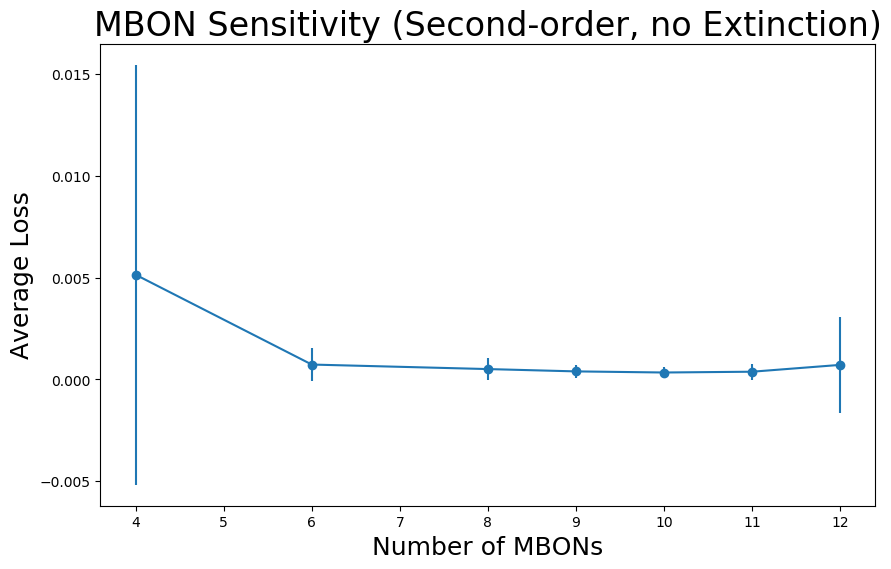 MBON Sensitivity (Second-order, no Extinction)
0.015
0.010
0.005
0.000
−0.005
Average Loss
4 5 6 7 8 9 10 11 12
Number of MBONs